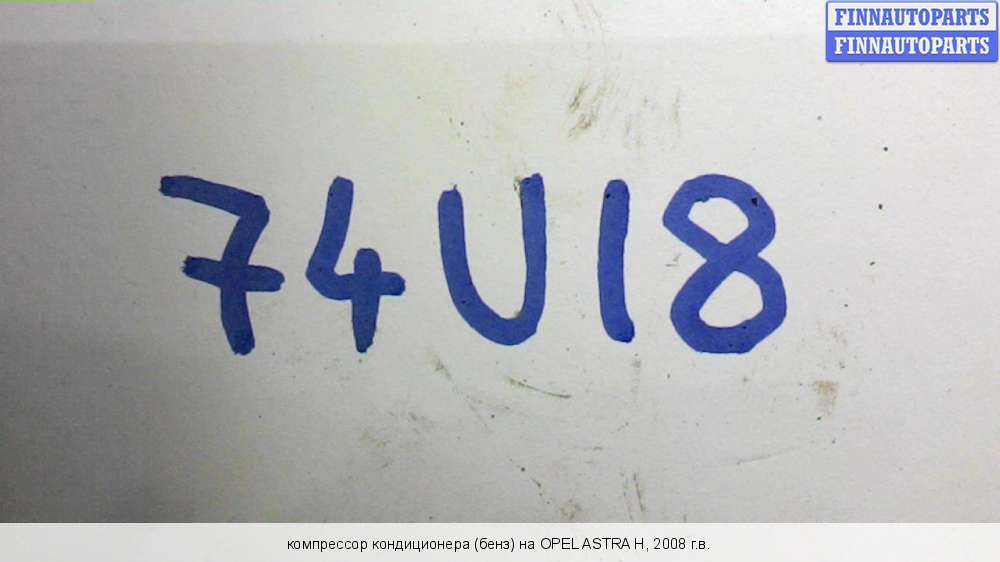 FINNAUTOPARTS
FINNAUTOPARTS
74U18
компрессор кондиционера (бенз) на OPEL ASTRA H, 2008 г.в.